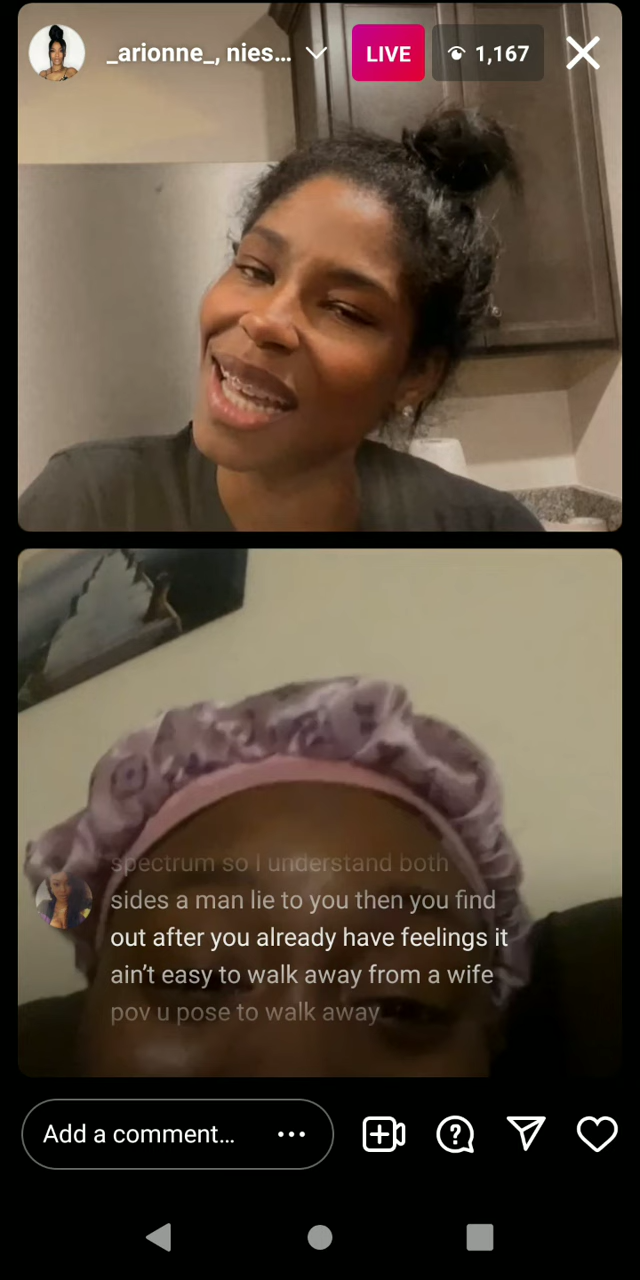 _arionne_, nies...
LIVE
1,167
spectrum so I understand both
sides a man lie to you then you find
out after you already have feelings it
ain't easy to walk away from a wife
pov u pose to walk away
Add a comment...